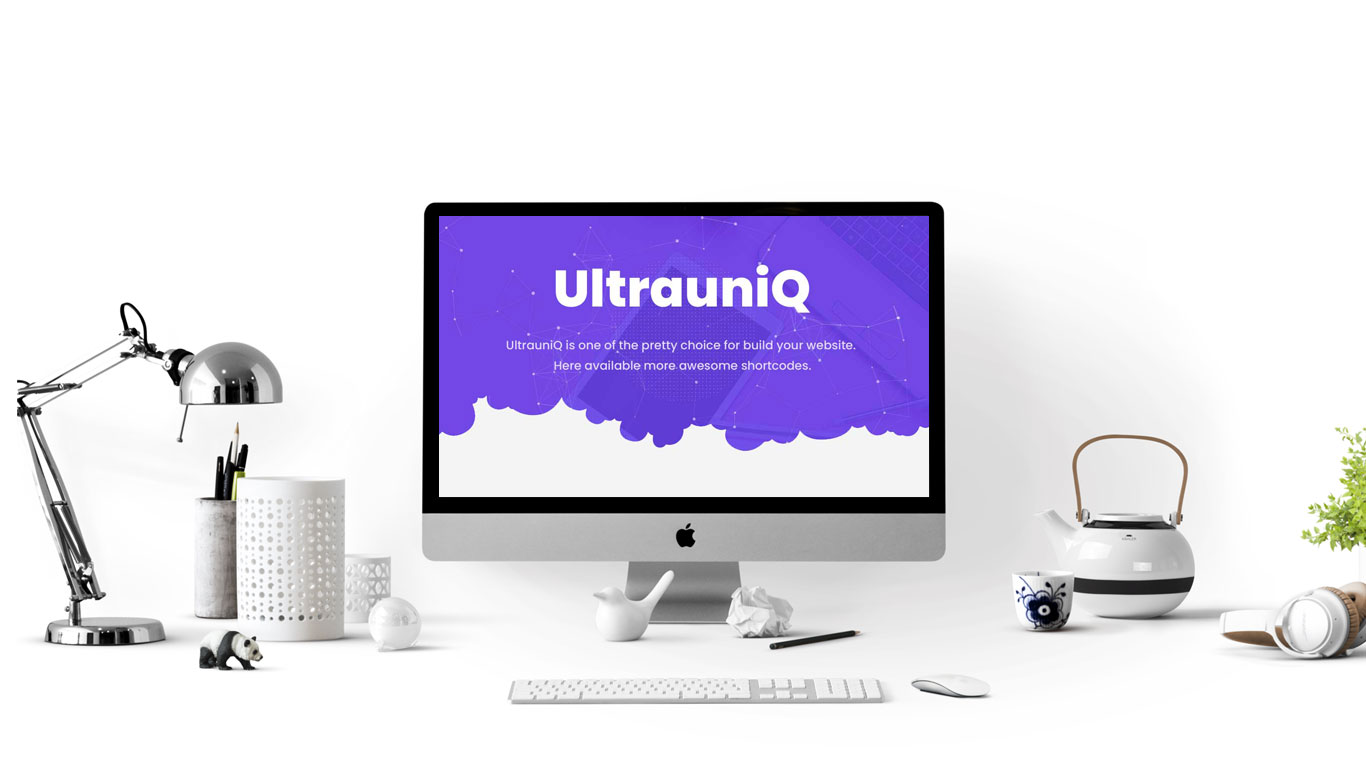 UltrauniQ
UltrauniQ is one of the pretty choice for build your website.
Here available more awesome shortcodes.